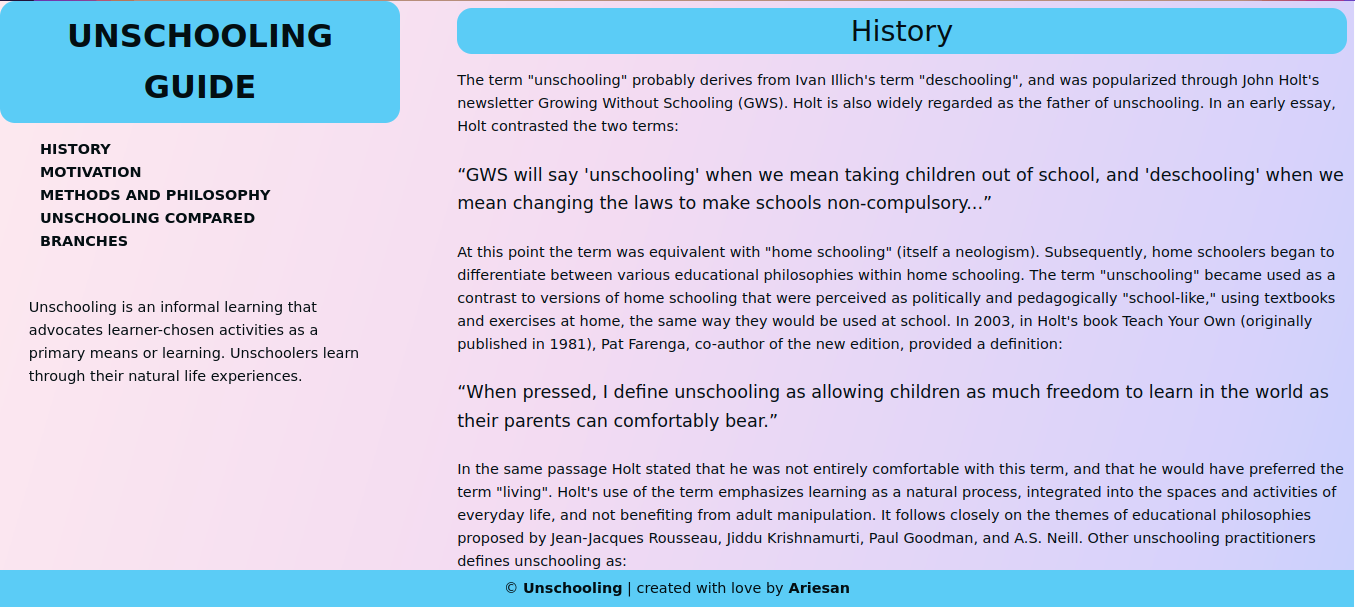 UNSCHOOLING
GUIDE
HISTORY
MOTIVATION
METHODS AND PHILOSOPHY
UNSCHOOLING COMPARED
BRANCHES
Unschooling is an informal learning that
advocates learner-chosen activities as a
primary means or learning. Unschoolers learn
through their natural life experiences.
History
The term "unschooling" probably derives from Ivan Illich's term "deschooling", and was popularized through John Holt's
newsletter Growing Without Schooling (GWS). Holt is also widely regarded as the father of unschooling. In an early essay,
Holt contrasted the two terms:
“GWS will say 'unschooling' when we mean taking children out of school, and 'deschooling' when we
mean changing the laws to make schools non-compulsory...”
At this point the term was equivalent with "home schooling" (itself a neologism). Subsequently, home schoolers began to
differentiate between various educational philosophies within home schooling. The term "unschooling" became used as a
contrast to versions of home schooling that were perceived as politically and pedagogically "school-like," using textbooks
and exercises at home, the same way they would be used at school. In 2003, in Holt's book Teach Your Own (originally
published in 1981), Pat Farenga, co-author of the new edition, provided a definition:
“When pressed, I define unschooling as allowing children as much freedom to learn in the world as
their parents can comfortably bear.”
In the same passage Holt stated that he was not entirely comfortable with this term, and that he would have preferred the
term "living". Holt's use of the term emphasizes learning as a natural process, integrated into the spaces and activities of
everyday life, and not benefiting from adult manipulation. It follows closely on the themes of educational philosophies
proposed by Jean-Jacques Rousseau, Jiddu Krishnamurti, Paul Goodman, and A.S. Neill. Other unschooling practitioners
defines unschooling as:
© Unschooling | created with love by Ariesan